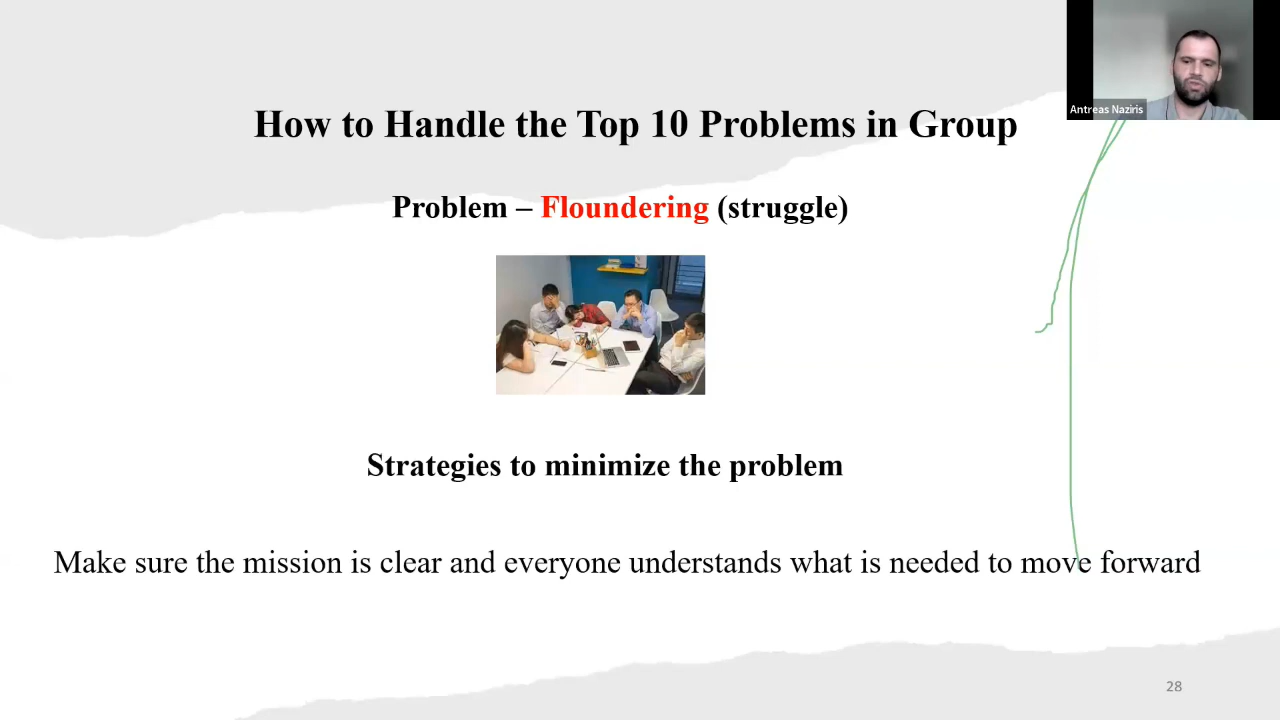 Antreas Naziris
How to Handle the Top 10 Problems in Group
Problem – Floundering (struggle)
Strategies to minimize the problem
Make sure the mission is clear and everyone understands what is needed to move forward
28